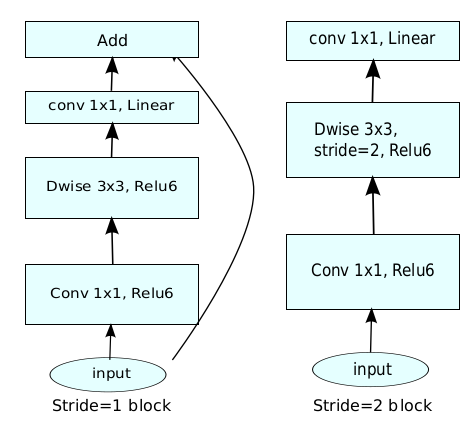 Add
conv 1x1, Linear
Dwise 3x3, Relu6
Conv 1x1, Relu6
input
Stride=1 block
conv 1x1, Linear
Dwise 3x3,
stride=2, Relu6
Conv 1x1, Relu6
input
Stride=2 block